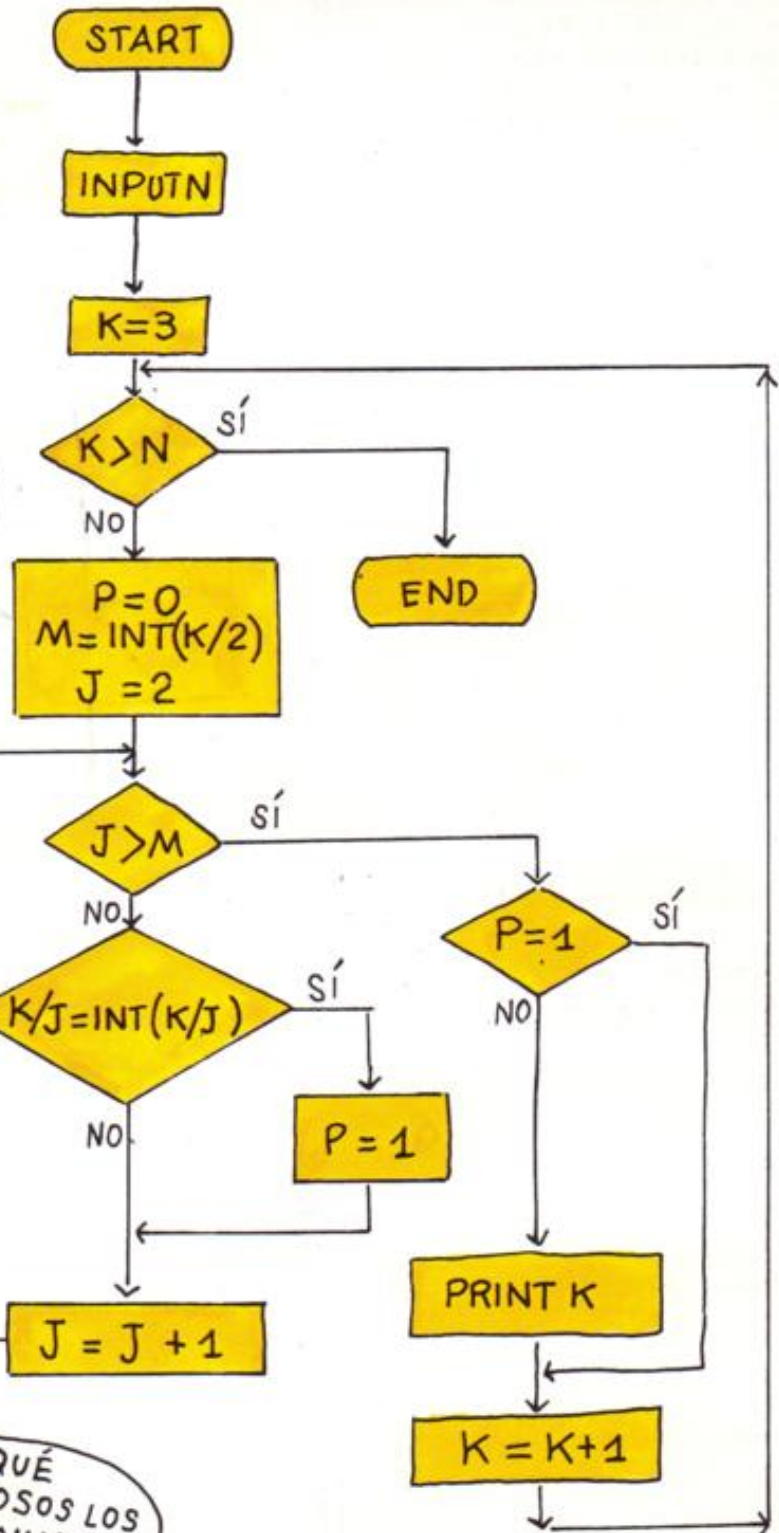 START
INPUTN
K=3
K>N
SÍ
NO
P=0
M=INT(K/2)
J=2
END
J>M
SÍ
NO
K/J=INT(K/J)
SÍ
NO
P=1
J=J+1
P=1
SÍ
NO
PRINT K
K=K+1
QUÉ
LOS